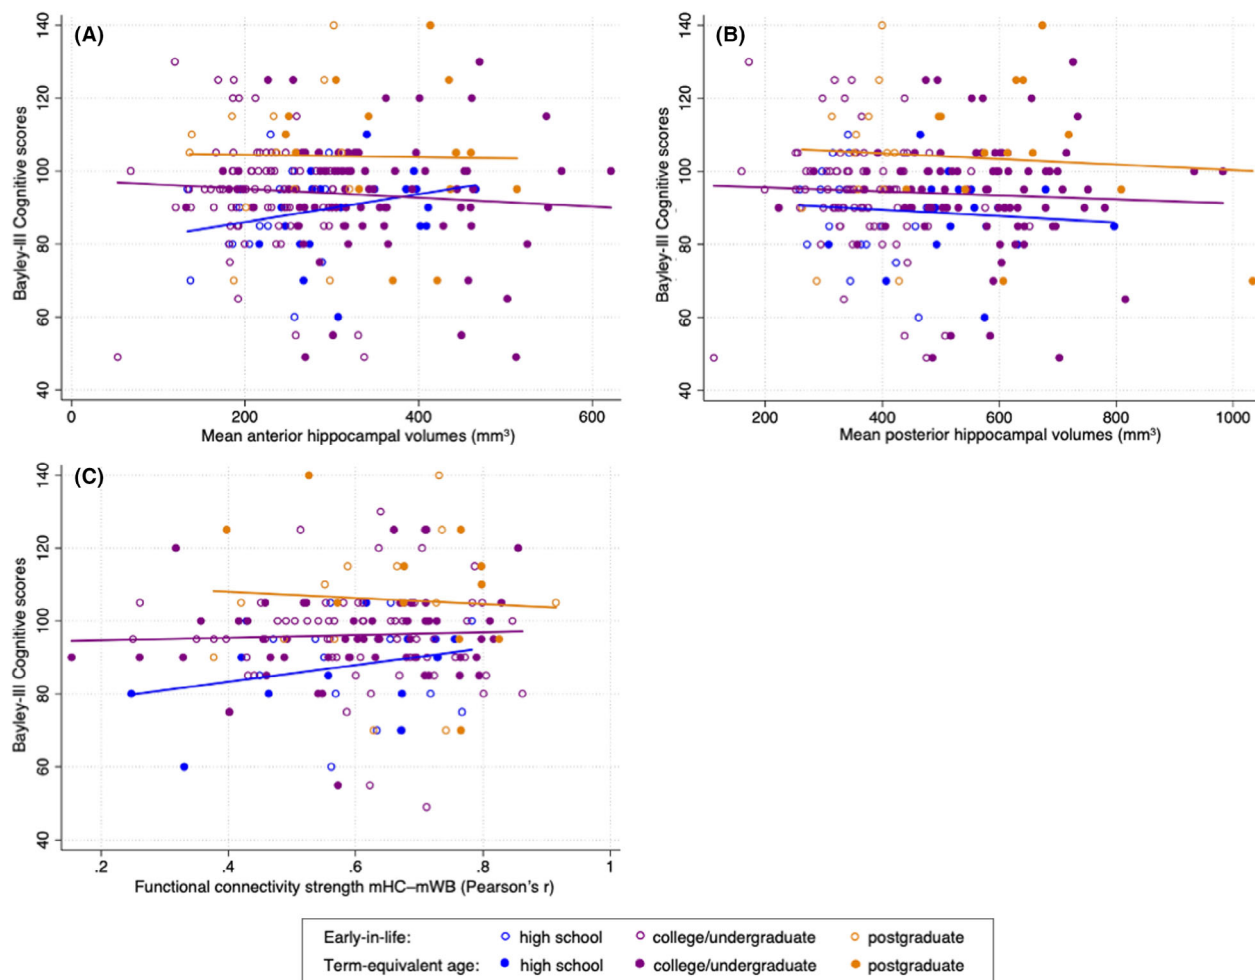 (A)
140
120
100
80
60
40
Bayley-III Cognitive scores
0 200 400 600
Mean anterior hippocampal volumes (mm³)
(B)
140
120
100
80
60
40
Bayley-III Cognitive scores
200 400 600 800 1000
Mean posterior hippocampal volumes (mm³)
(C)
140
120
100
80
60
40
Bayley-III Cognitive scores
.2 .4 .6 .8 1
Functional connectivity strength mHC–mWB (Pearson's r)
Early-in-life: high school college/undergraduate postgraduate
Term-equivalent age: high school college/undergraduate postgraduate